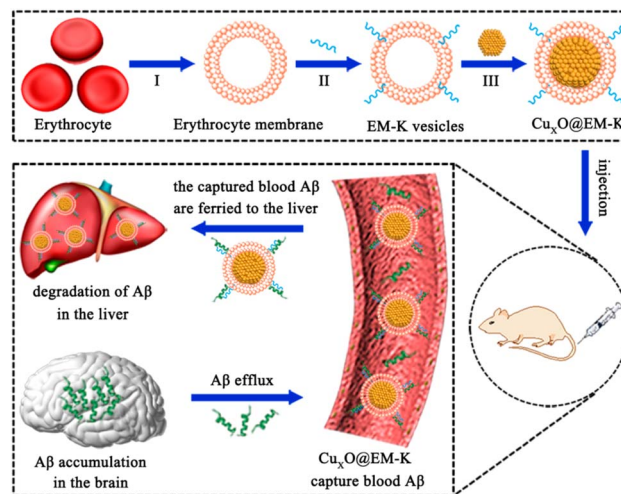 I
II
III
Erythrocyte
Erythrocyte membrane
EM-K vesicles
CuₓO@EM-K
injection
the captured blood Aβ
are ferried to the liver
degradation of Aβ
in the liver
Aβ efflux
Aβ accumulation
in the brain
CuₓO@EM-K
capture blood Aβ